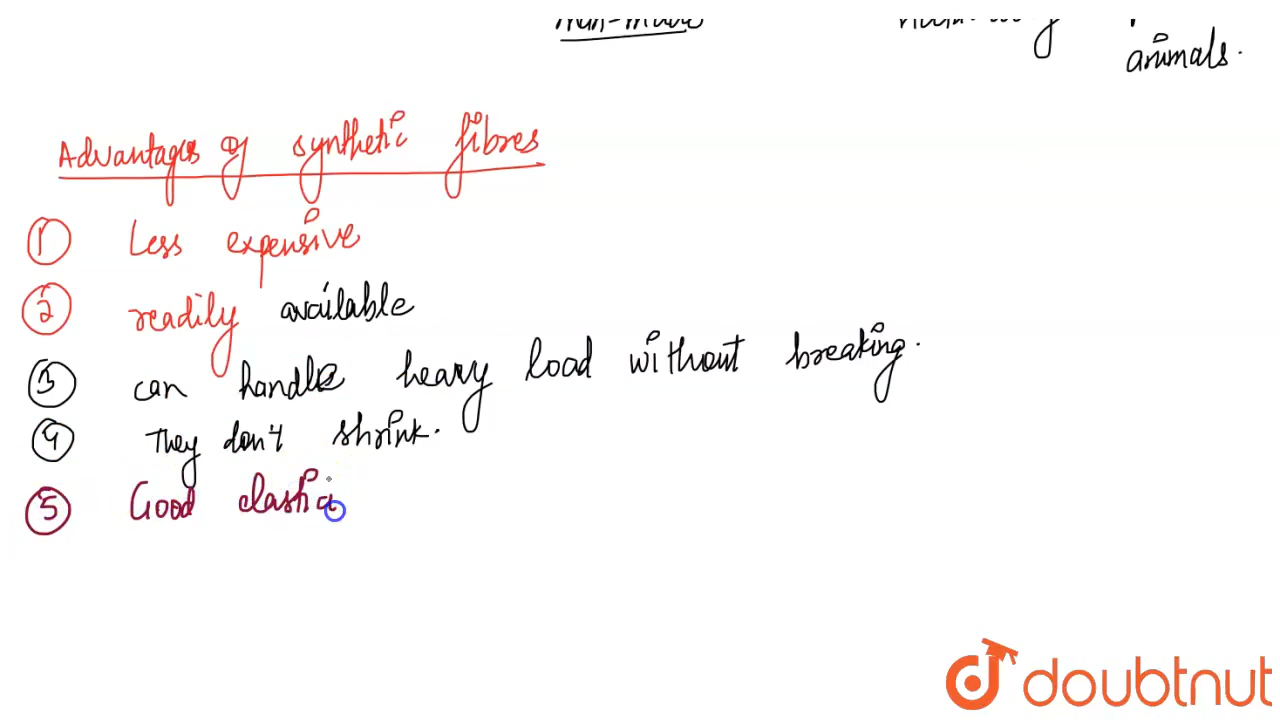 animals.
Advantages of synthetic fibres
1 Less expensive
2 readily available
3 can handle heavy load without breaking.
4 They don't shrink.
5 Good elastic
doubtnut